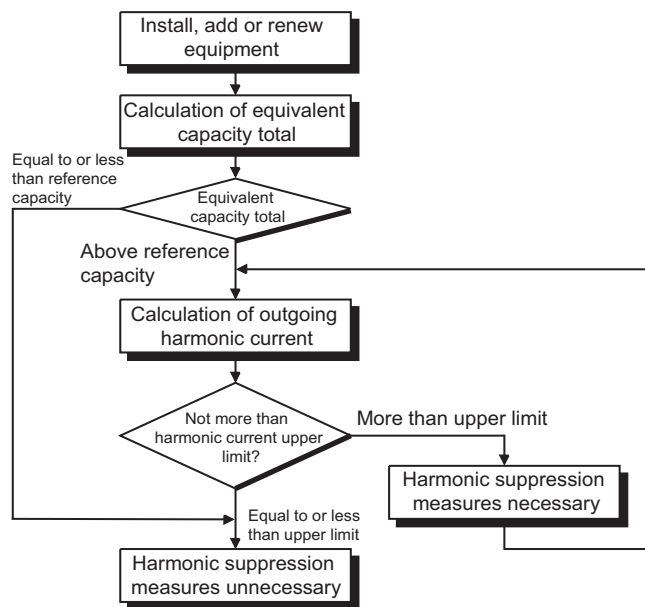 Install, add or renew
equipment
Calculation of equivalent
capacity total
Equal to or less
than reference
capacity
Equivalent
capacity total
Above reference
capacity
Calculation of outgoing
harmonic current
Not more than
harmonic current upper
limit?
More than upper limit
Harmonic suppression
measures necessary
Equal to or less
than upper limit
Harmonic suppression
measures unnecessary